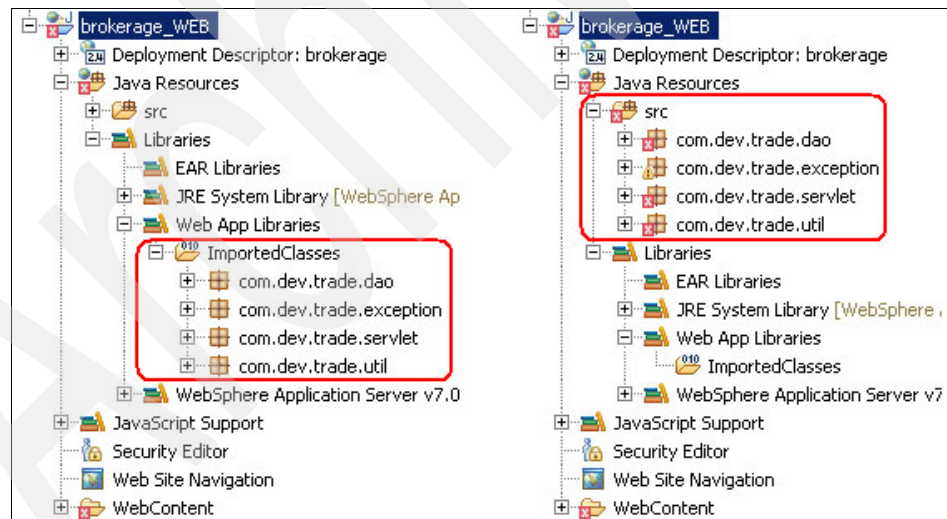 brokerage_WEB
Deployment Descriptor: brokerage
Java Resources
src
Libraries
EAR Libraries
JRE System Library [WebSphere Ap
Web App Libraries
ImportedClasses
com.dev.trade.dao
com.dev.trade.exception
com.dev.trade.servlet
com.dev.trade.util
WebSphere Application Server v7.0
JavaScript Support
Security Editor
Web Site Navigation
WebContent
brokerage_WEB
Deployment Descriptor: brokerage
Java Resources
src
com.dev.trade.dao
com.dev.trade.exception
com.dev.trade.servlet
com.dev.trade.util
Libraries
EAR Libraries
JRE System Library [WebSphere
Web App Libraries
ImportedClasses
WebSphere Application Server v7
JavaScript Support
Security Editor
Web Site Navigation
WebContent